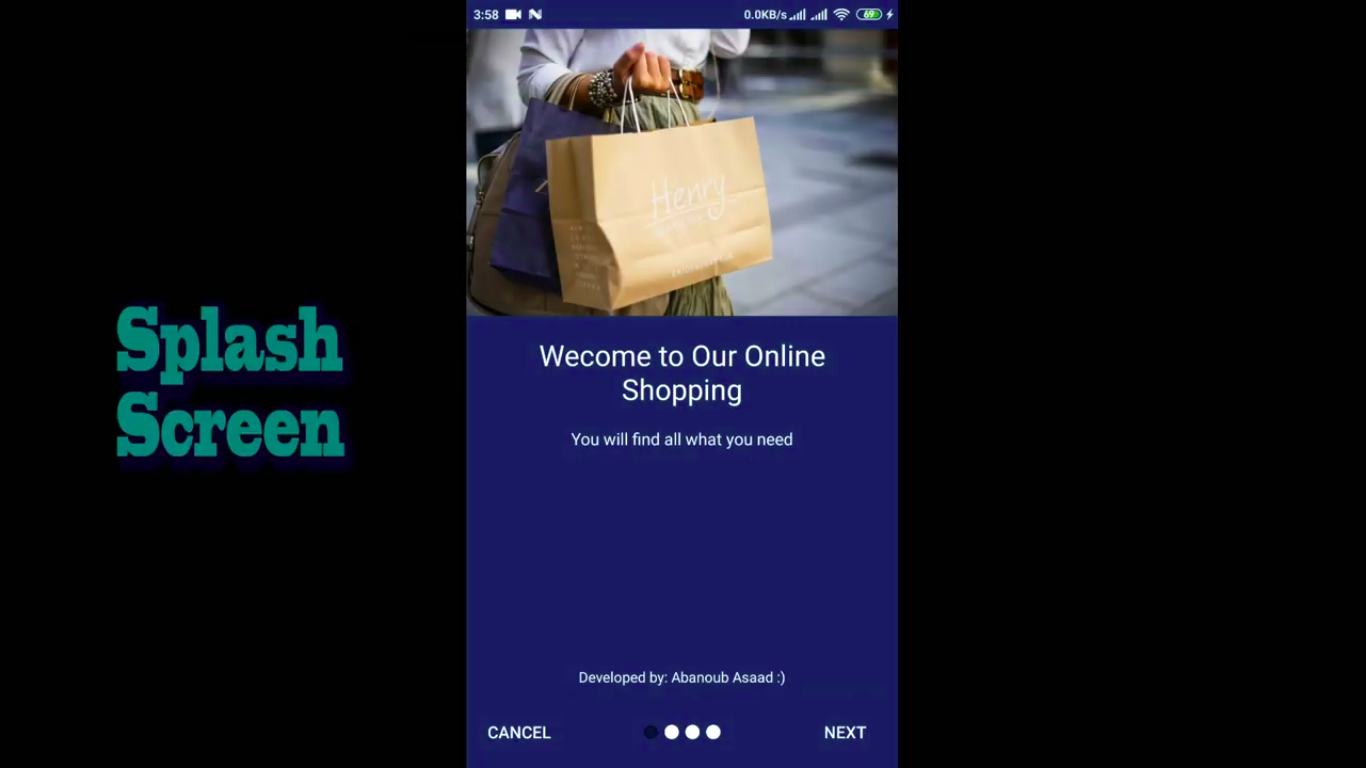 3:58
0.0KB/s
69
Henry
Splash
Screen
Wecome to Our Online
Shopping
You will find all what you need
Developed by: Abanoub Asaad :)
CANCEL
NEXT